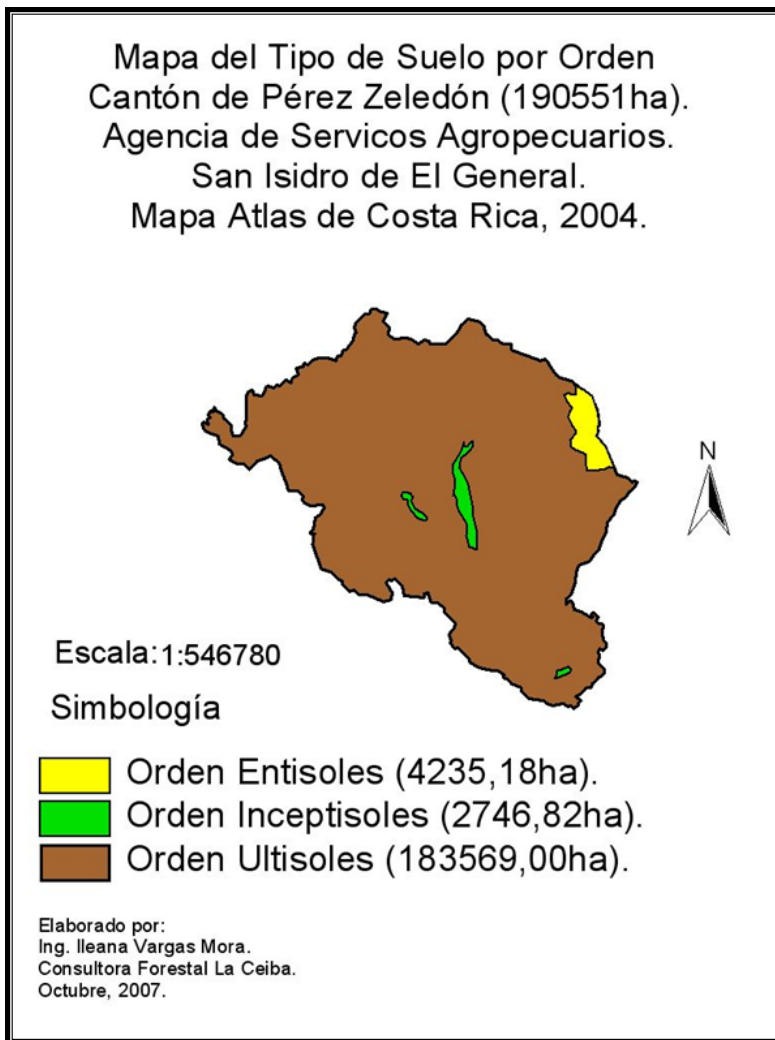 Mapa del Tipo de Suelo por Orden
Cantón de Pérez Zeledón (190551ha).
Agencia de Servicos Agropecuarios.
San Isidro de El General.
Mapa Atlas de Costa Rica, 2004.
N
Escala:1:546780
Simbología
Orden Entisoles (4235,18ha).
Orden Inceptisoles (2746,82ha).
Orden Ultisoles (183569,00ha).
Elaborado por:
Ing. Ileana Vargas Mora.
Consultora Forestal La Ceiba.
Octubre, 2007.